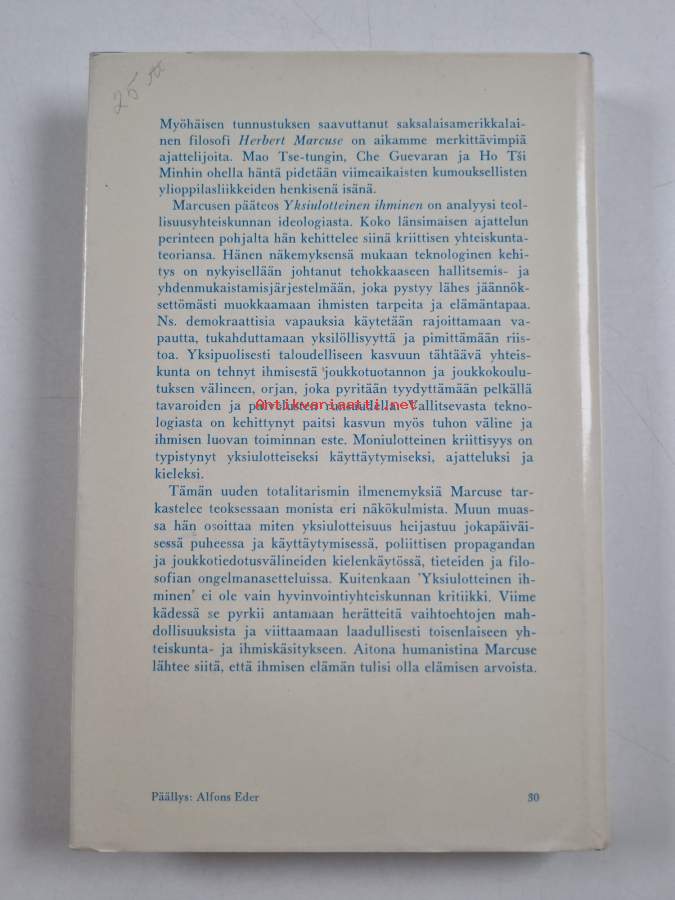 25 
Myöhäisen tunnustuksen saavuttanut saksalaisamerikkalai-
nen filosofi Herbert Marcuse on aikamme merkittävimpiä
ajattelijoita. Mao Tse-tungin, Che Guevaran ja Ho Tši
Minhin ohella häntä pidetään viimeaikaisten kumouksellisten
ylioppilasliikkeiden henkisenä isänä.
Marcusen pääteos Yksiulotteinen ihminen on analyysi teol-
lisuusyhteiskunnan ideologiasta. Koko länsimaisen ajattelun
perinteen pohjalta hän kehittelee siinä kriittisen yhteiskunta-
teoriansa. Hänen näkemyksensä mukaan teknologinen kehi-
tys on nykyisellään johtanut tehokkaaseen hallitsemis- ja
yhdenmukaistamisjärjestelmään, joka pystyy lähes jäännök-
settömästi muokkaamaan ihmisten tarpeita ja elämäntapaa.
Ns. demokraattisia vapauksia käytetään rajoittamaan va-
pautta, tukahduttamaan yksilöllisyyttä ja pimittämään riis-
toa. Yksipuolisesti taloudelliseen kasvuun tähtäävä yhteis-
kunta on tehnyt ihmisestä joukkotuotannon ja joukkokoulu-
tuksen välineen, orjan, joka pyritään tyydyttämään pelkällä
tavaroiden ja palvelusten runsaudella. Vallitsevasta tekno-
Antikvariaatti.net
logiasta on kehittynyt paitsi kasvun myös tuhon väline ja
ihmisen luovan toiminnan este. Moniulotteinen kriittisyys on
typistynyt yksiulotteiseksi käyttäytymiseksi, ajatteluksi ja
kieleksi.
Tämän uuden totalitarismin ilmenemyksiä Marcuse tar-
kastelee teoksessaan monista eri näkökulmista. Muun muas-
sa hän osoittaa miten yksiulotteisuus heijastuu jokapäiväi-
sessä puheessa ja käyttäytymisessä, poliittisen propagandan
ja joukkotiedotusvälineiden kielenkäytössä, tieteiden ja filo-
sofian ongelmanasetteluissa. Kuitenkaan 'Yksiulotteinen ih-
minen' ei ole vain hyvinvointiyhteiskunnan kritiikki. Viime
kädessä se pyrkii antamaan herätteitä vaihtoehtojen mah-
dollisuuksista ja viittaamaan laadullisesti toisenlaiseen yh-
teiskunta- ja ihmiskäsitykseen. Aitona humanistina Marcuse
lähtee siitä, että ihmisen elämän tulisi olla elämisen arvoista.
Päällys: Alfons Eder
30